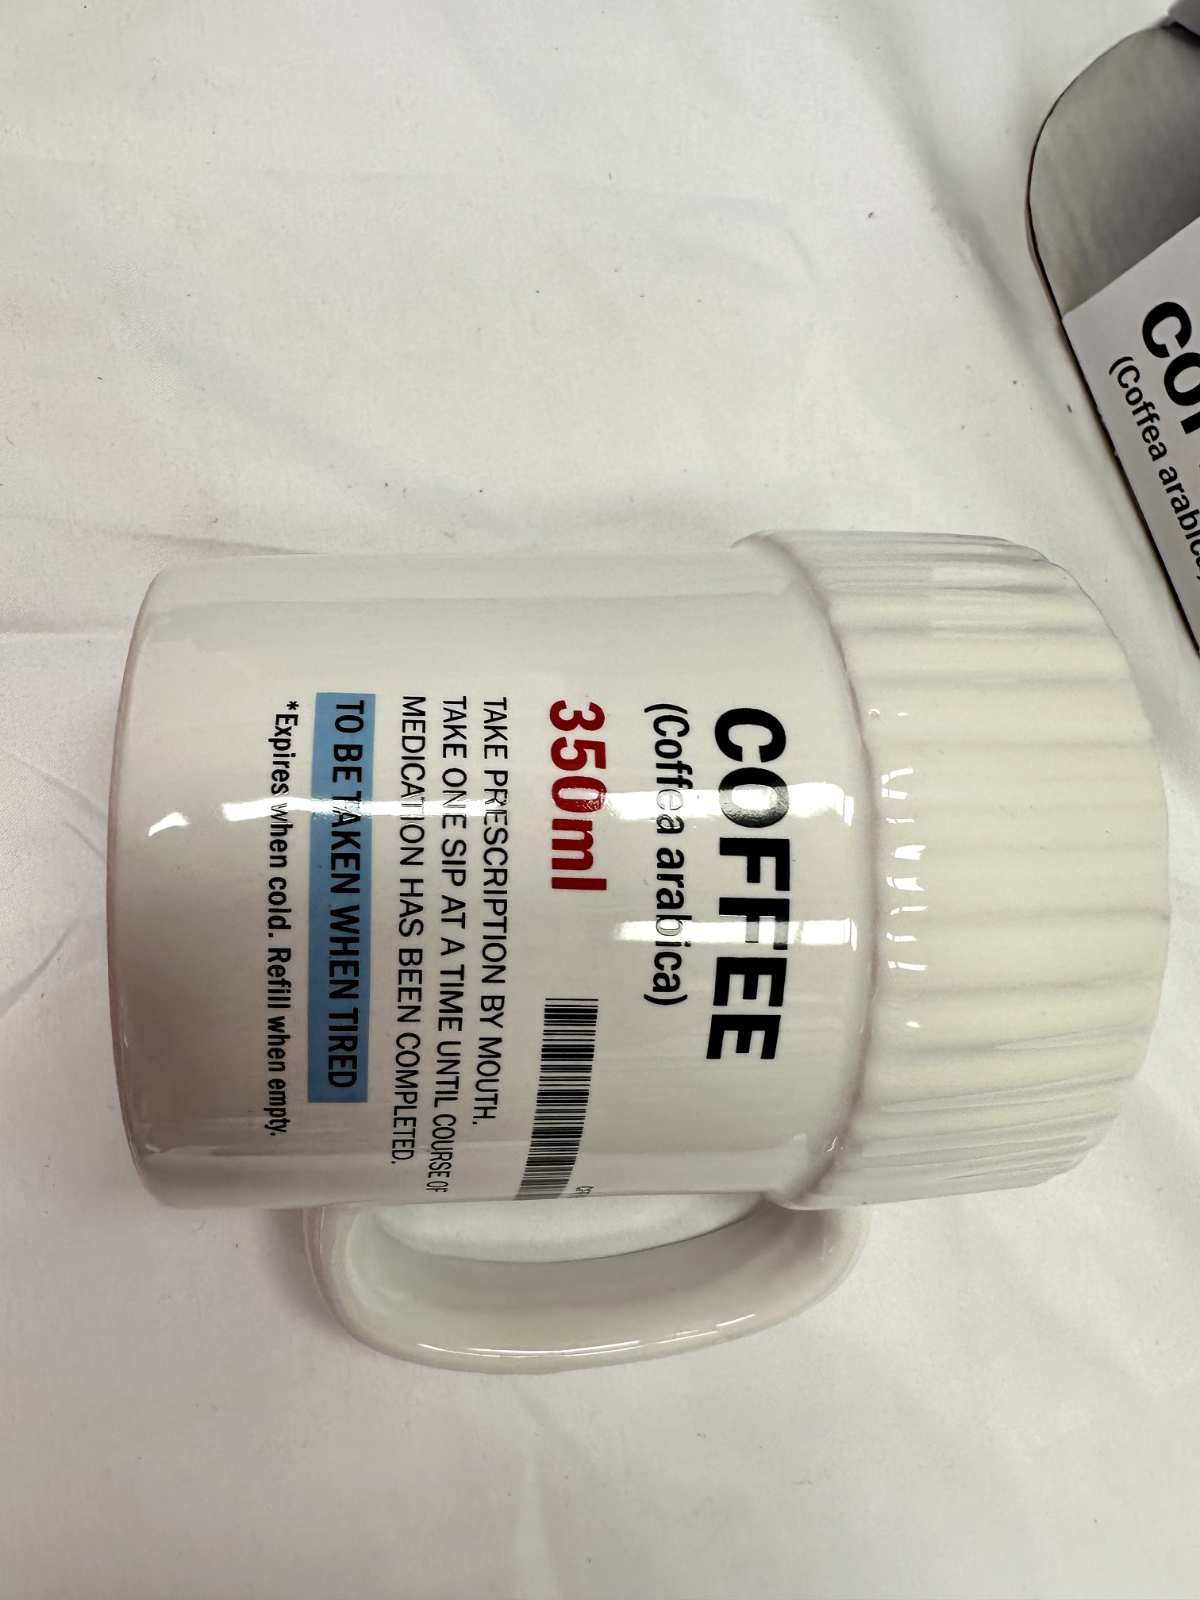 COFFEE
(Coffea arabica)
350ml
TAKE PRESCRIPTION BY MOUTH.
TAKE ONE SIP AT A TIME UNTIL COURSE OF
MEDICATION HAS BEEN COMPLETED.
TO BE TAKEN WHEN TIRED
*Expires when cold. Refill when empty.
(Coffea arabica)